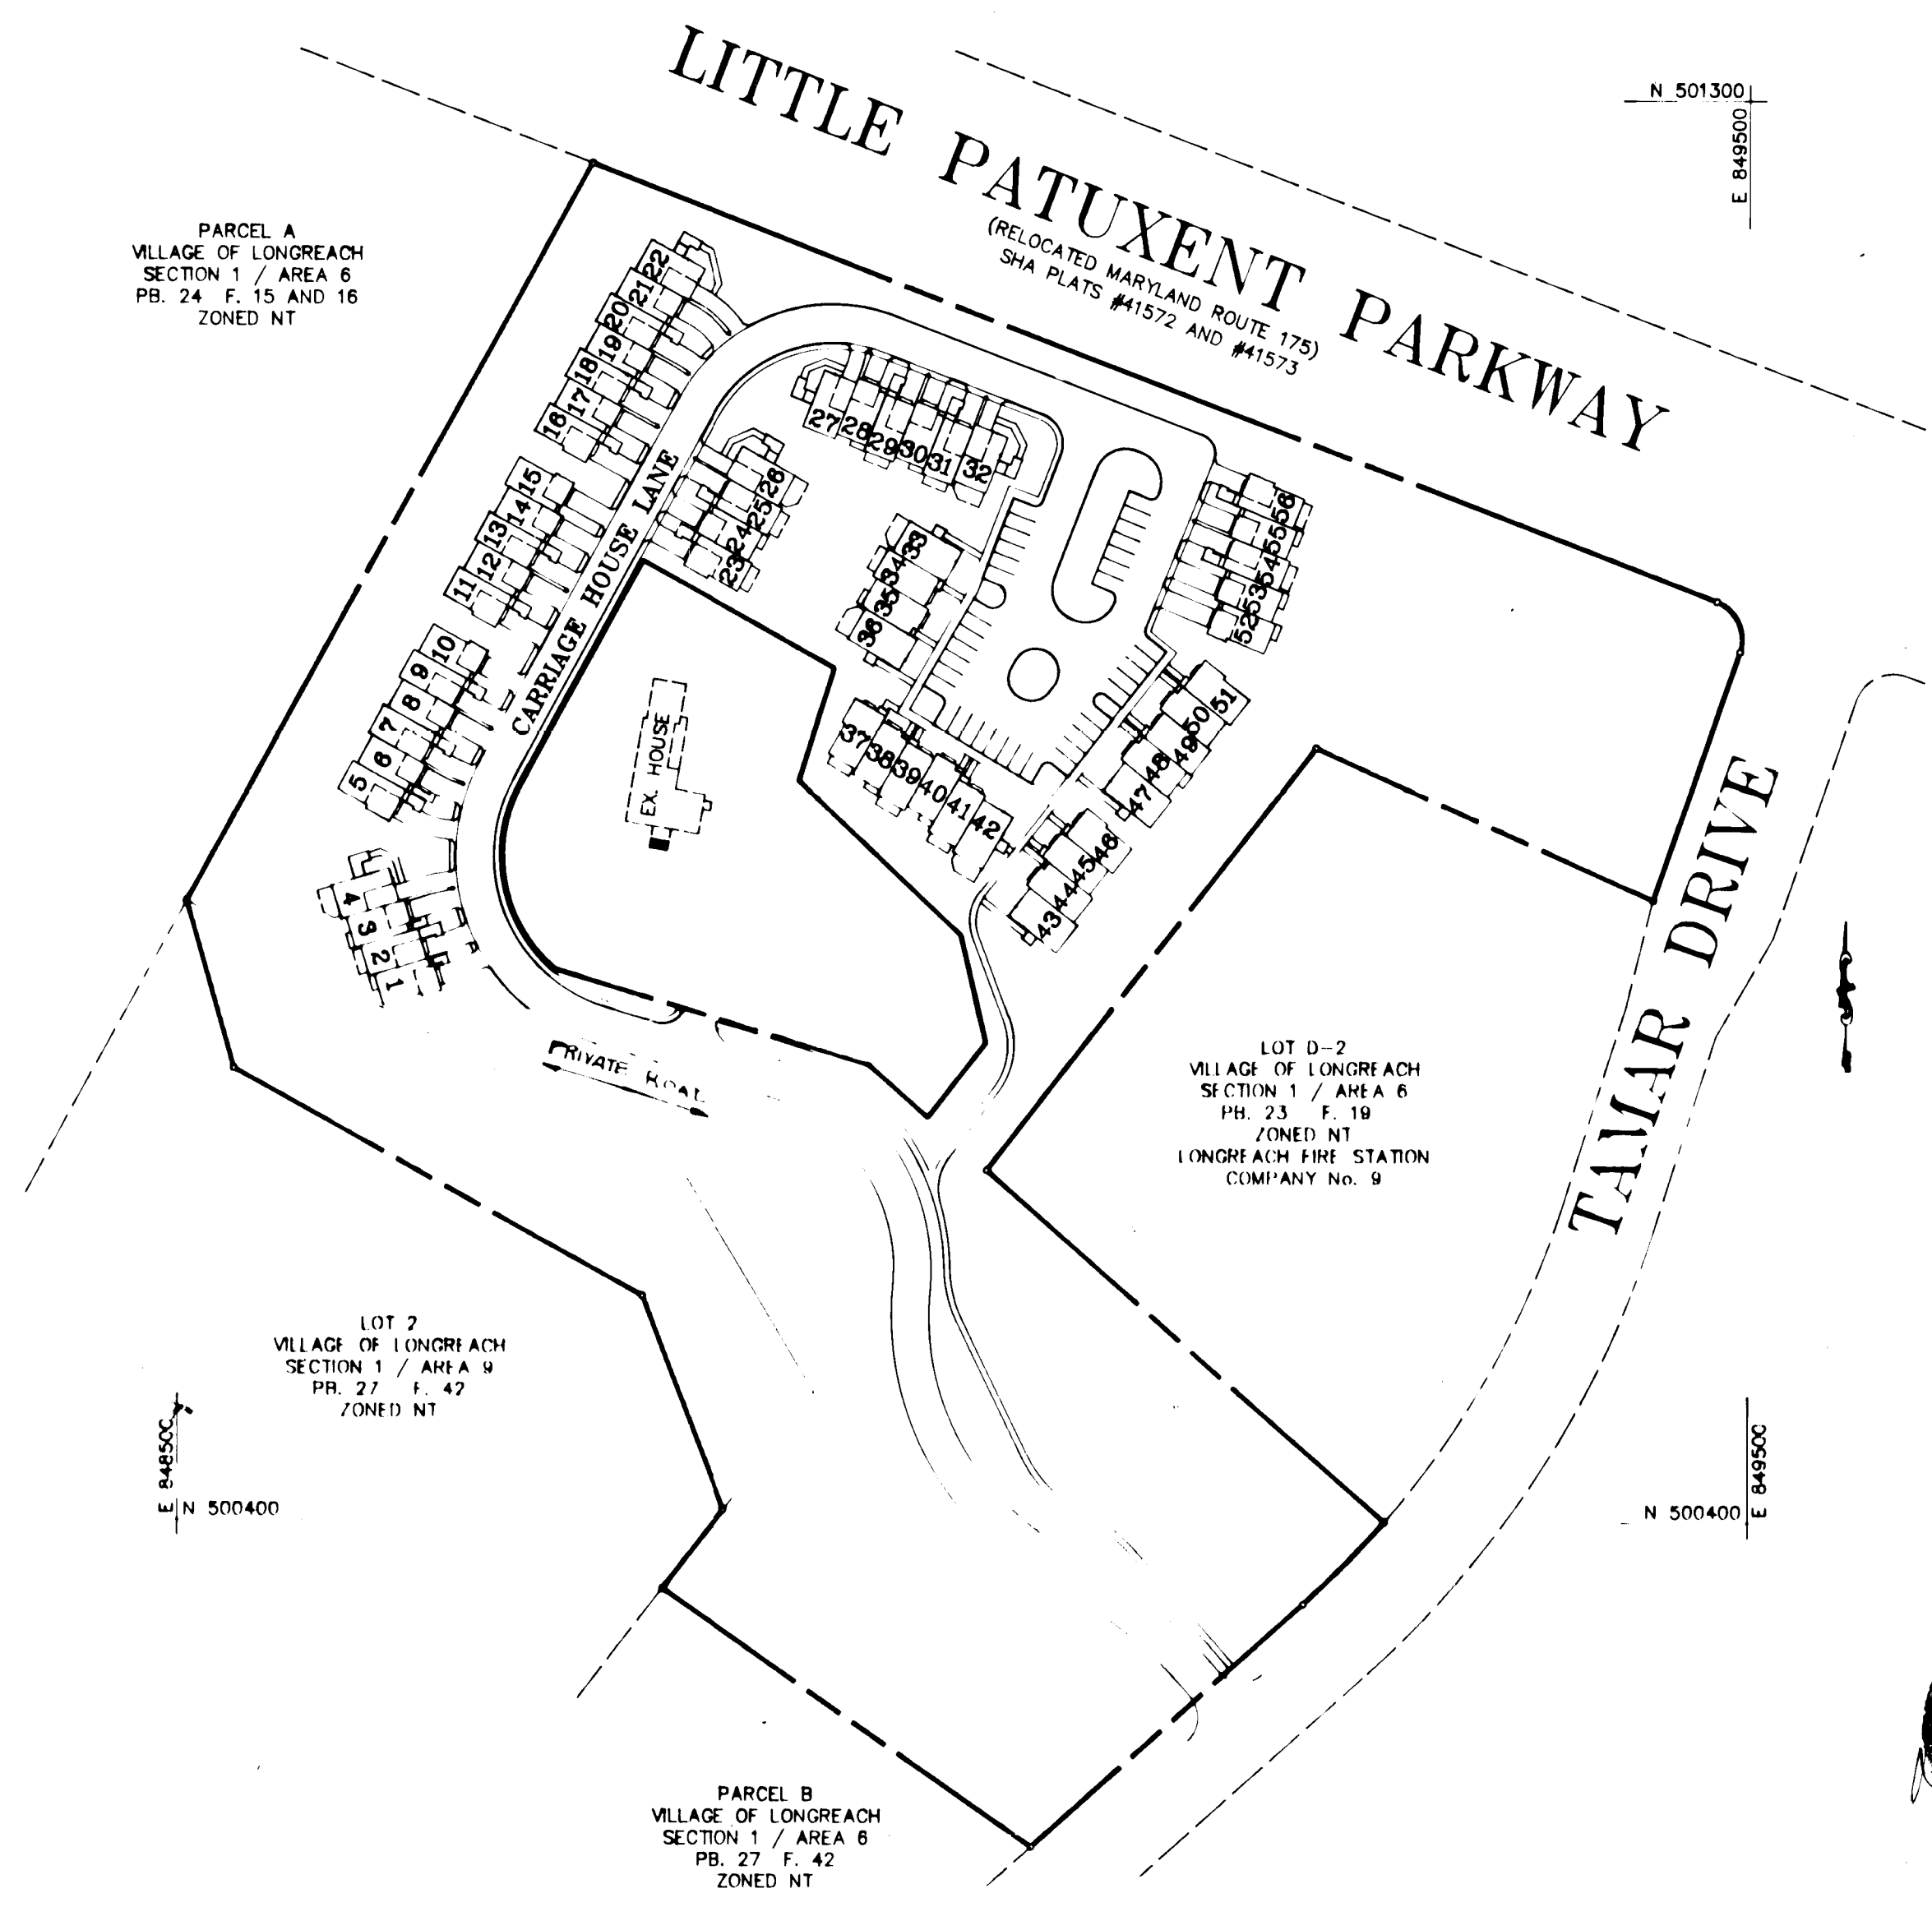 LITTLE PATUXENT PARKWAY
(RELOCATED MARYLAND ROUTE 175)
SHA PLATS #41572 AND #41573
N 501300
E 849500
PARCEL A
VILLAGE OF LONGREACH
SECTION 1 / AREA 6
PB. 24 F. 15 AND 16
ZONED NT
22
21
20
19
18
17
16
15
14
13
12
11
10
9
8
7
6
5
4
3
2
1
CARRIAGE HOUSE LANE
23
24
25
26
27
28
29
30
31
32
33
34
35
36
37
38
39
40
41
42
43
44
45
46
47
48
49
50
51
52
53
54
55
56
EX. HOUSE
PRIVATE ROAD
TAMAR DRIVE
LOT D-2
VILLAGE OF LONGREACH
SECTION 1 / AREA 6
PB. 23 F. 19
ZONED NT
LONGREACH FIRE STATION
COMPANY No. 9
LOT 2
VILLAGE OF LONGREACH
SECTION 1 / AREA 9
PB. 27 F. 42
ZONED NT
E 848500
N 500400
N 500400
E 849500
PARCEL B
VILLAGE OF LONGREACH
SECTION 1 / AREA 6
PB. 27 F. 42
ZONED NT